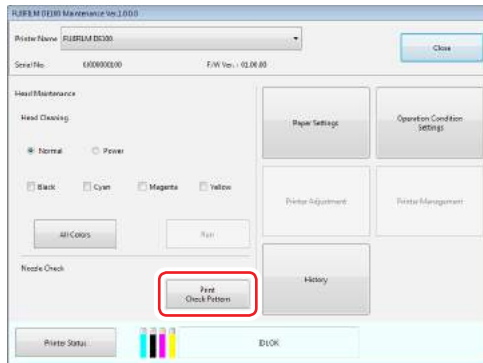 FUJIFILM DE100 Maintenance Ver.1.0.0.0
Printer Name FUJIFILM DE100
Close
Serial No.
F/W Ver. : 01.00.00
Head Maintenance
Head Cleaning
Paper Settings
Operation Condition
Settings
Normal Power
Black Cyan Magenta Yellow
Printer Adjustment
Printer Management
All Colors
Run
Nozzle Check
Print
Check Pattern
History
Printer Status